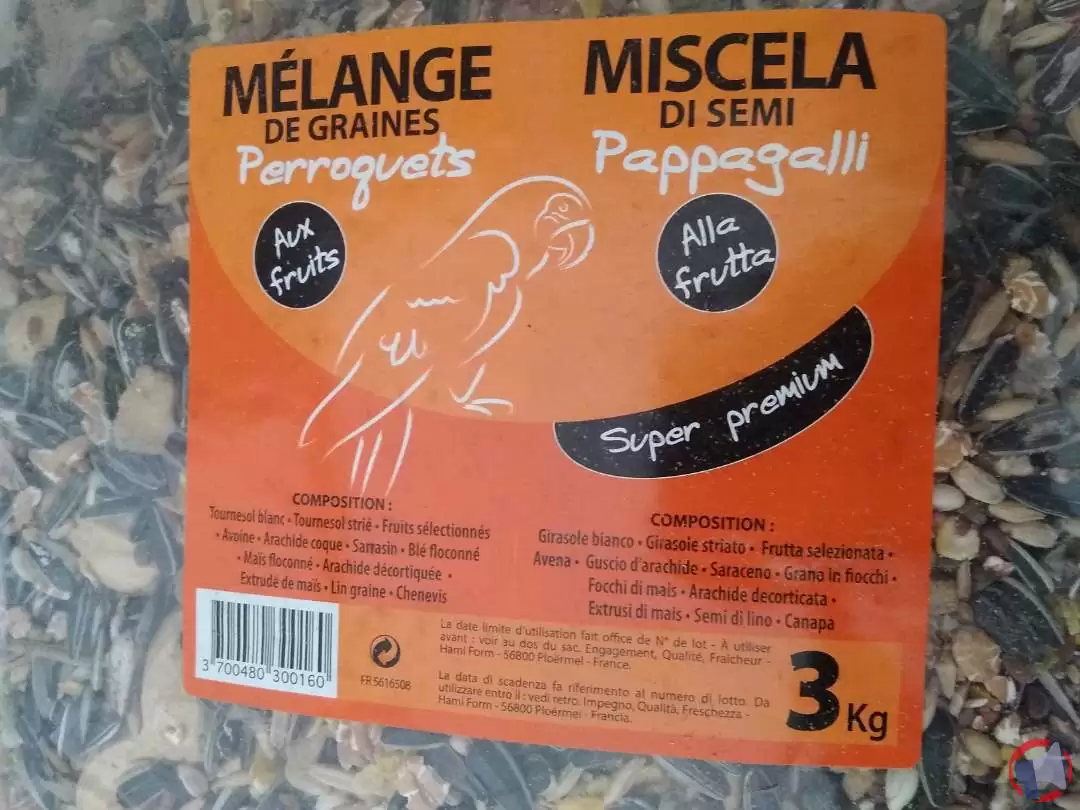 MÉLANGE
DE GRAINES
Perroquets
Aux
fruits
MISCELA
DI SEMI
Pappagalli
Alla
frutta
Super premium
COMPOSITION :
Tournesol blanc • Tournesol strié • Fruits sélectionnés
• Avoine • Arachide coque • Sarrasin • Blé floconné
• Maïs floconné • Arachide décortiquée •
Extrudé de maïs • Lin graine • Chenevis
COMPOSITION :
Girasole bianco • Girasole striato • Frutta selezionata •
Avena • Guscio d'arachide • Saraceno • Grano in fiocchi •
Focchi di mais • Arachide decorticata •
Extrusi di mais • Semi di lino • Canapa
3 700480 300160
FR 5616508
La date limite d'utilisation fait office de N° de lot - À utiliser
avant : voir au dos du sac. Engagement, Qualité, Fraîcheur -
Hami Form - 56800 Ploërmel - France.
La data di scadenza fa riferimento al numero di lotto. Da
utilizzare entro il : vedi retro. Impegno, Qualità, Freschezza -
Hami Form - 56800 Ploërmel - Francia.
3 Kg